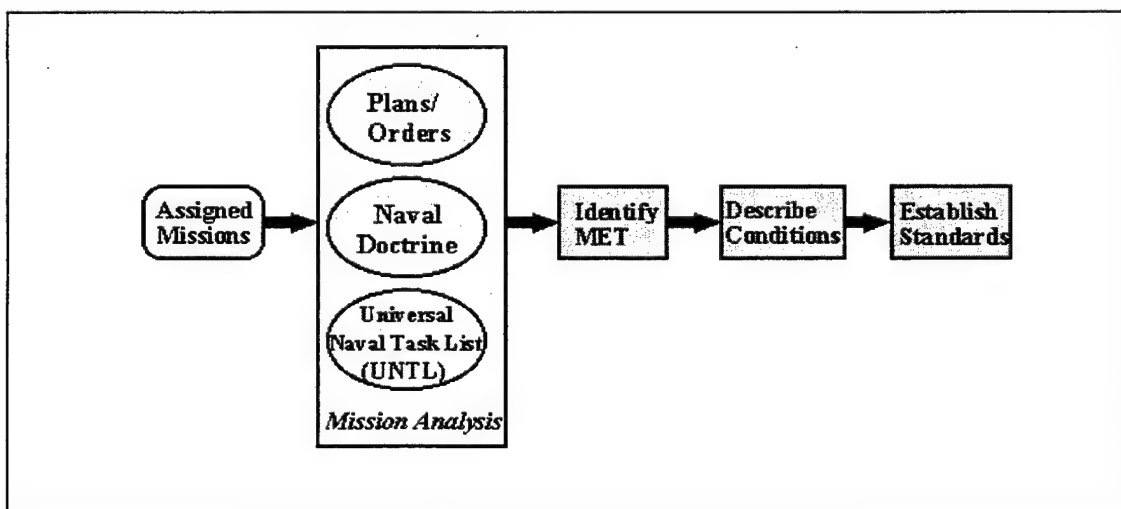 Assigned
Missions
Plans/
Orders
Naval
Doctrine
Universal
Naval Task List
(UNTL)
Mission Analysis
Identify
MET
Describe
Conditions
Establish
Standards